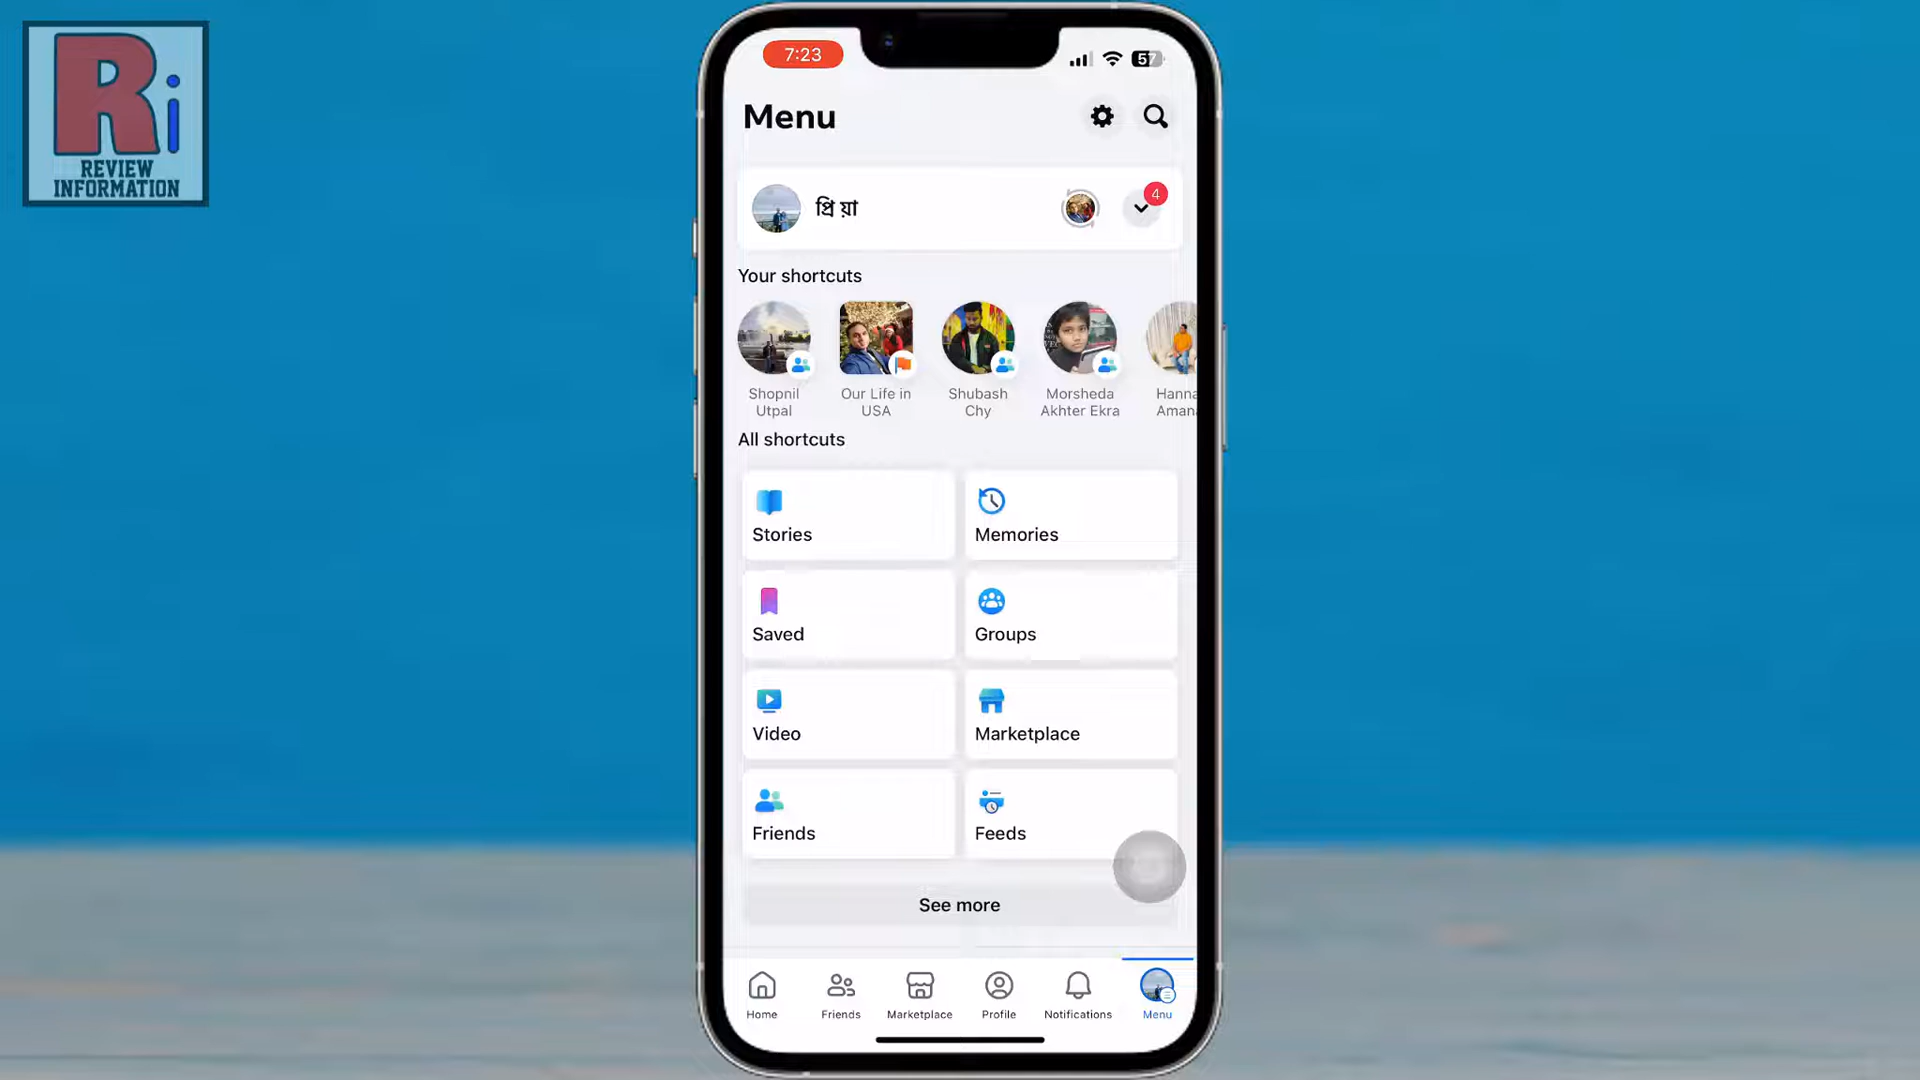 Ri
REVIEW
INFORMATION
7:23
57
Menu
প্রি য়া
4
Your shortcuts
Shopnil
Utpal
Our Life in
USA
Shubash
Chy
Morsheda
Akhter Ekra
Hanna
Aman
All shortcuts
Stories
Memories
Saved
Groups
Video
Marketplace
Friends
Feeds
See more
Home
Friends
Marketplace
Profile
Notifications
Menu